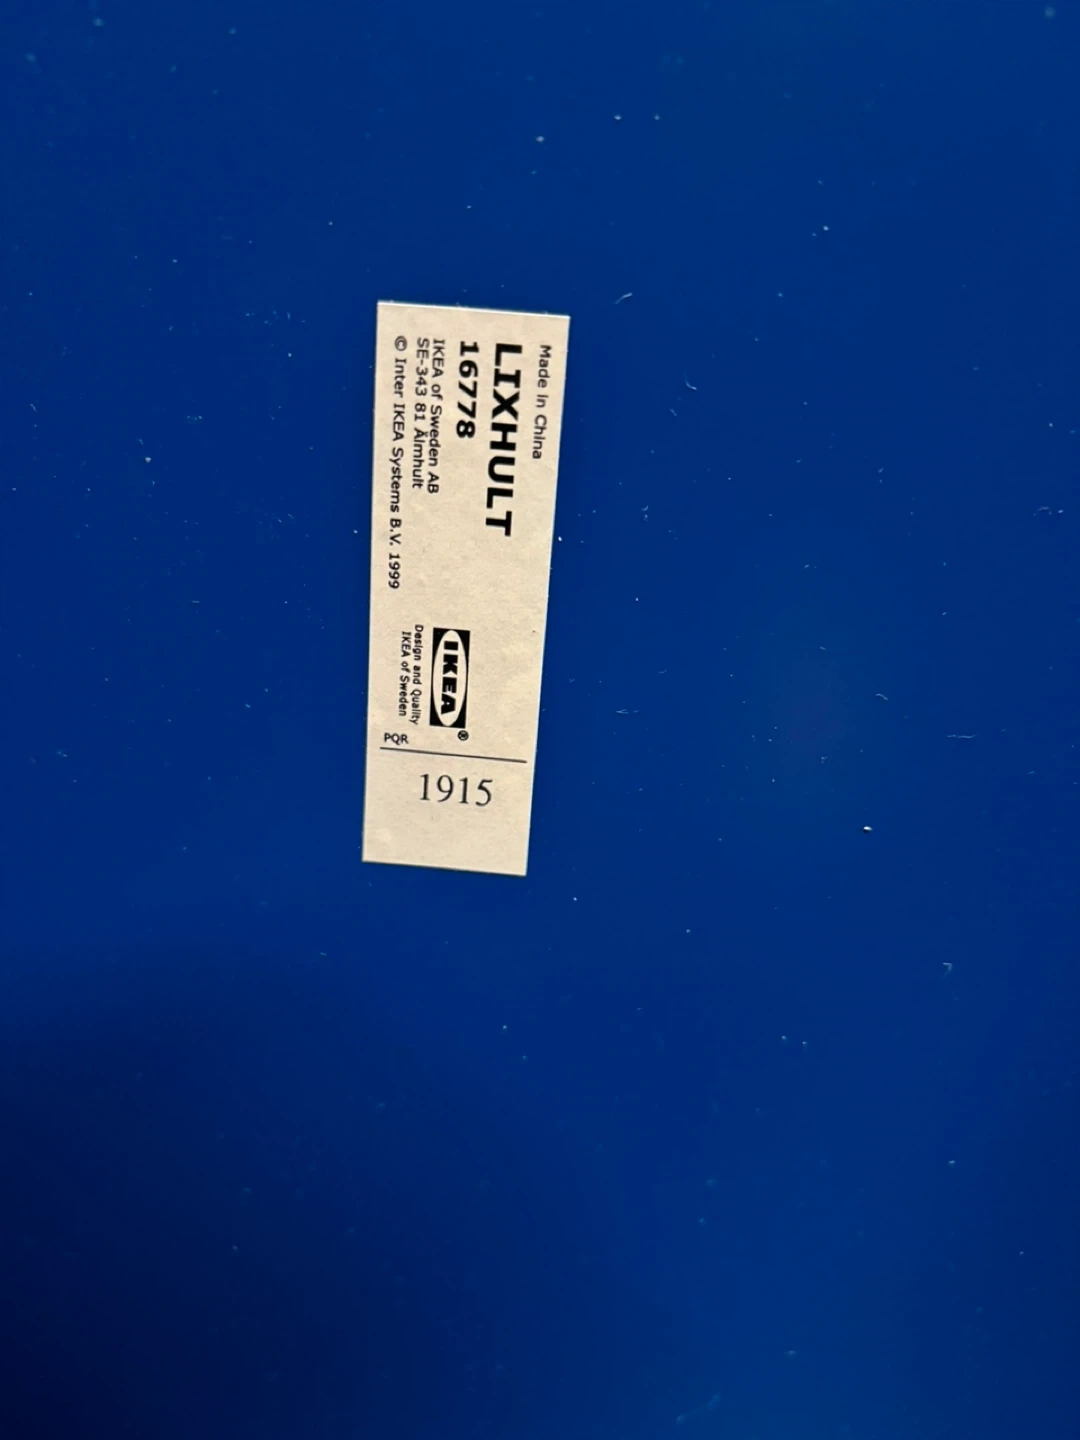 Made in China
LIXHULT
16778
IKEA of Sweden AB
SE-343 81 Älmhult
© Inter IKEA Systems B.V. 1999
IKEA®
Design and Quality
IKEA of Sweden
PQR
1915